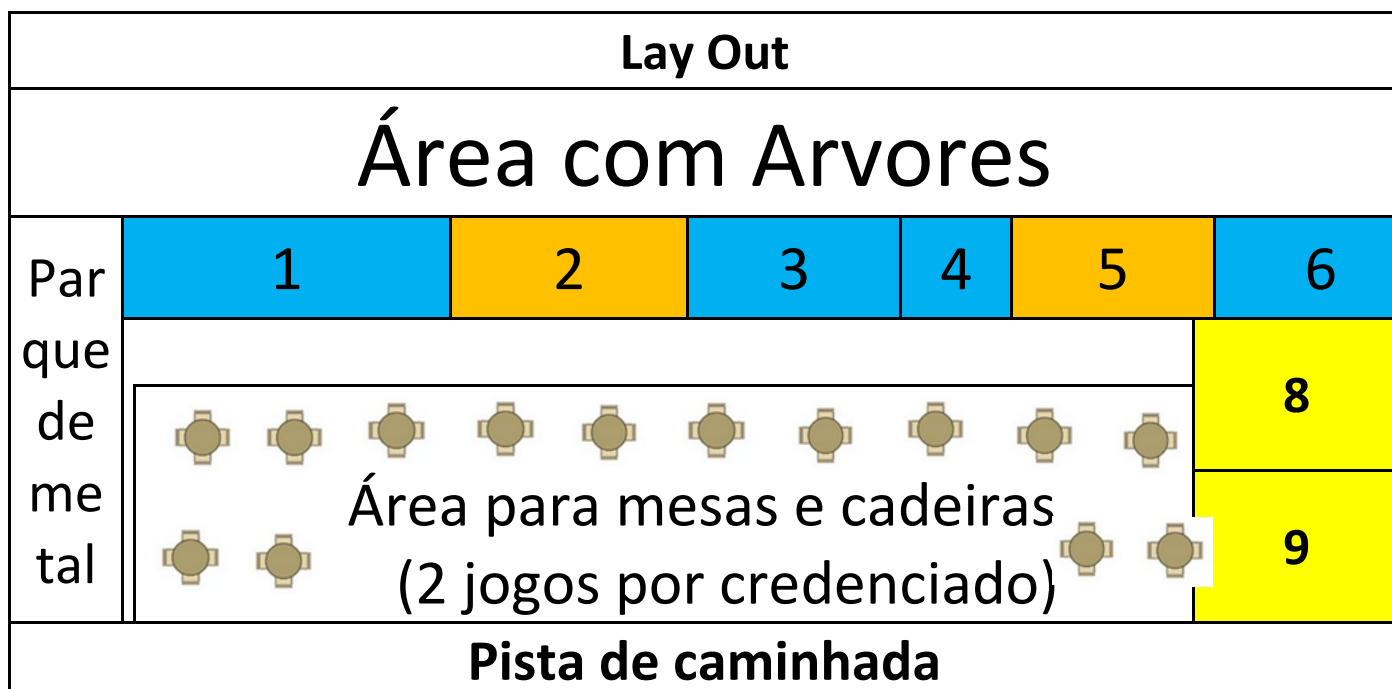 Lay Out
Área com Arvores
Par
que
de
me
tal
1 2 3 4 5 6
8
9
Área para mesas e cadeiras
(2 jogos por credenciado)
Pista de caminhada